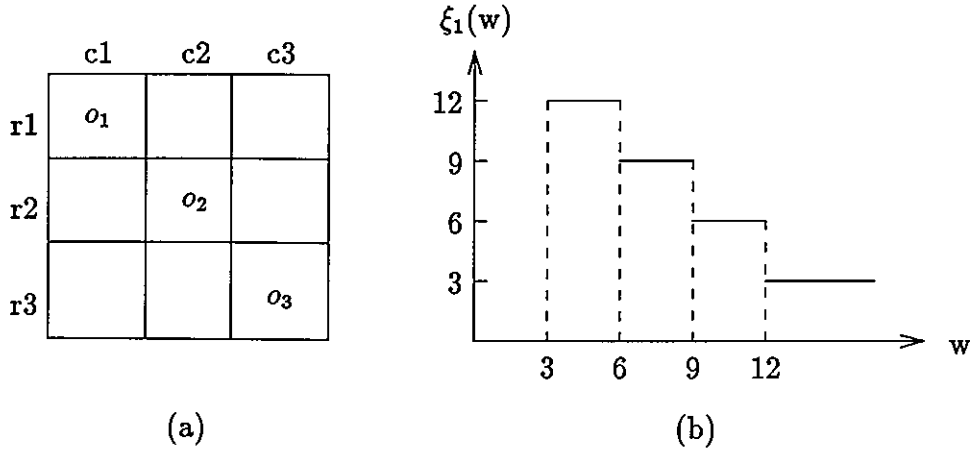 c1 c2 c3
r1 o₁
r2 o₂
r3 o₃
(a)
ξ₁(w)
12
9
6
3
3 6 9 12
w
(b)